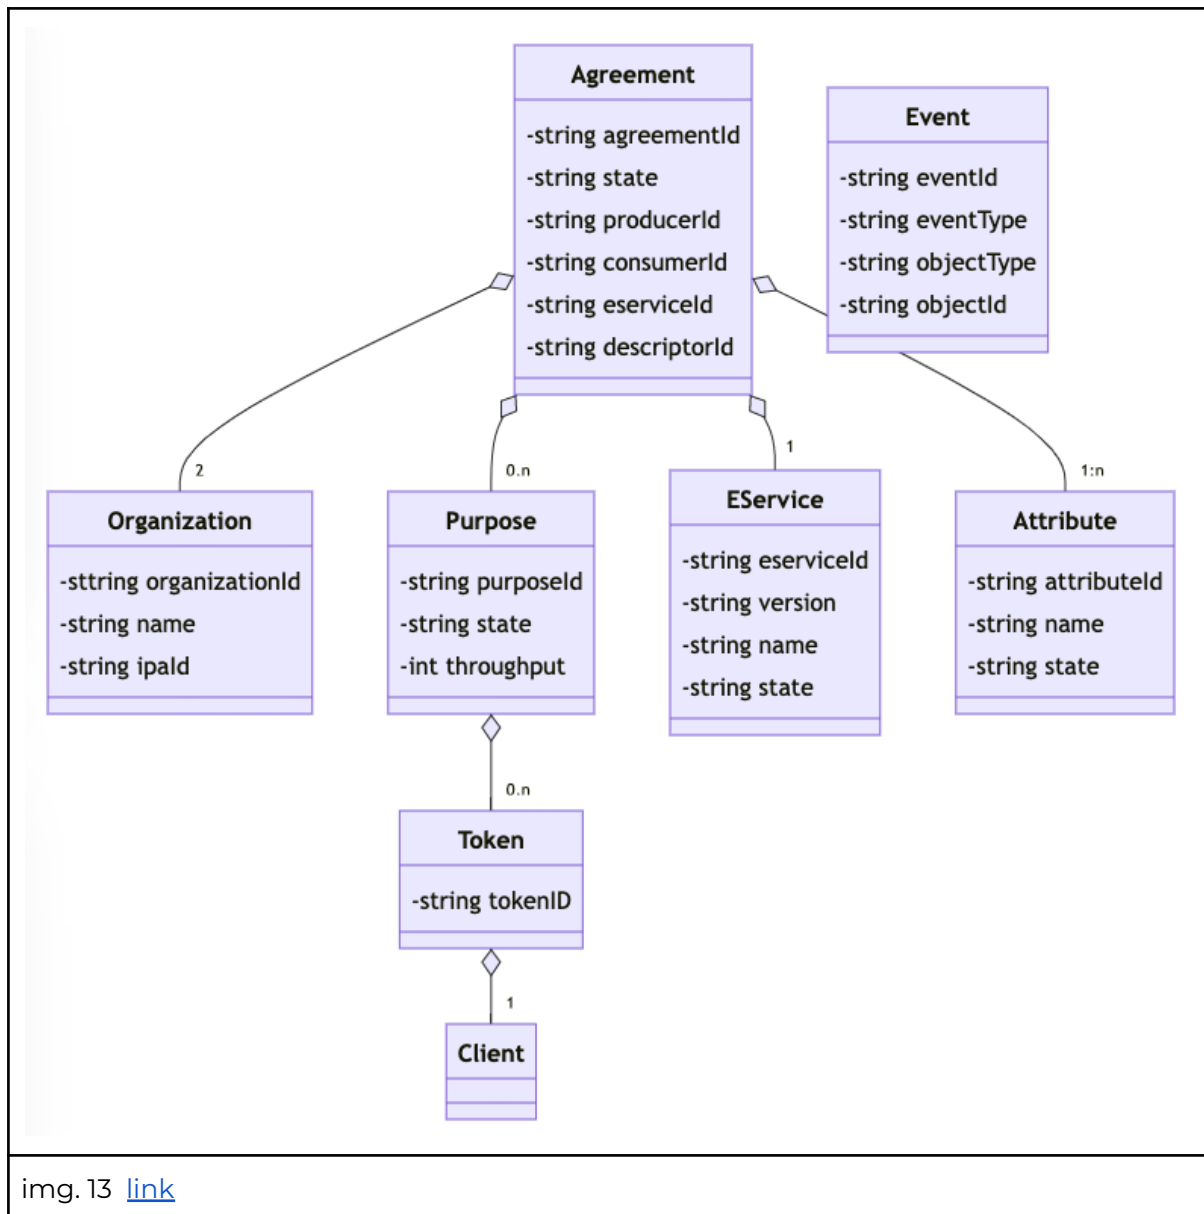 Agreement
-string agreementId
-string state
-string producerId
-string consumerId
-string eserviceId
-string descriptorId
Event
-string eventId
-string eventType
-string objectType
-string objectId
2
0.n
1
1:n
Organization
-sttring organizationId
-string name
-string ipaId
Purpose
-string purposeId
-string state
-int throughput
EService
-string eserviceId
-string version
-string name
-string state
Attribute
-string attributeId
-string name
-string state
0.n
Token
-string tokenID
1
Client
img. 13 link